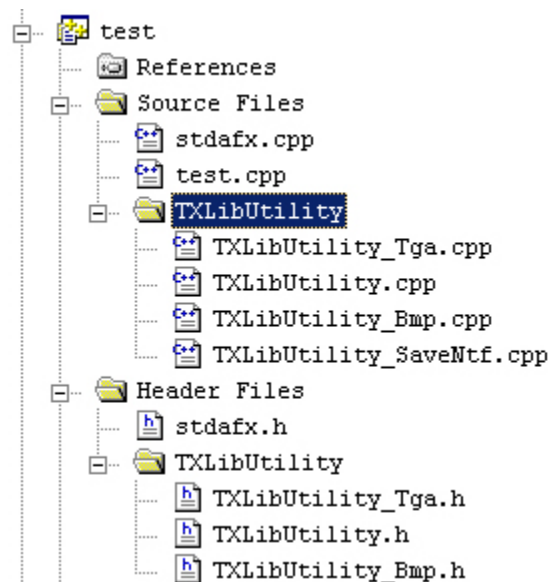 test
References
Source Files
stdafx.cpp
test.cpp
TXLibUtility
TXLibUtility_Tga.cpp
TXLibUtility.cpp
TXLibUtility_Bmp.cpp
TXLibUtility_SaveNtf.cpp
Header Files
stdafx.h
TXLibUtility
TXLibUtility_Tga.h
TXLibUtility.h
TXLibUtility_Bmp.h